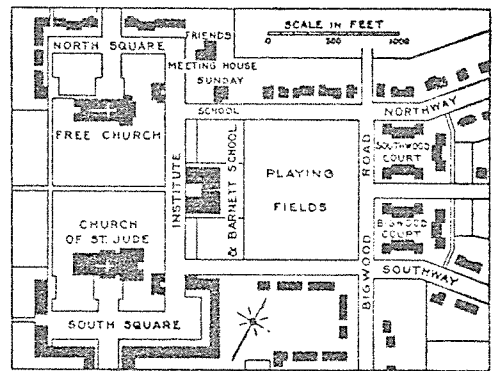 SCALE IN FEET
0 500 1000
NORTH SQUARE
FRIENDS
MEETING HOUSE
SUNDAY
SCHOOL
NORTHWAY
FREE CHURCH
INSTITUTE
& BARNETT SCHOOL
PLAYING
FIELDS
ROAD
SOUTHWOOD
COURT
CHURCH
OF ST. JUDE
BIGWOOD
COURT
SOUTHWAY
BIGWOOD
SOUTH SQUARE